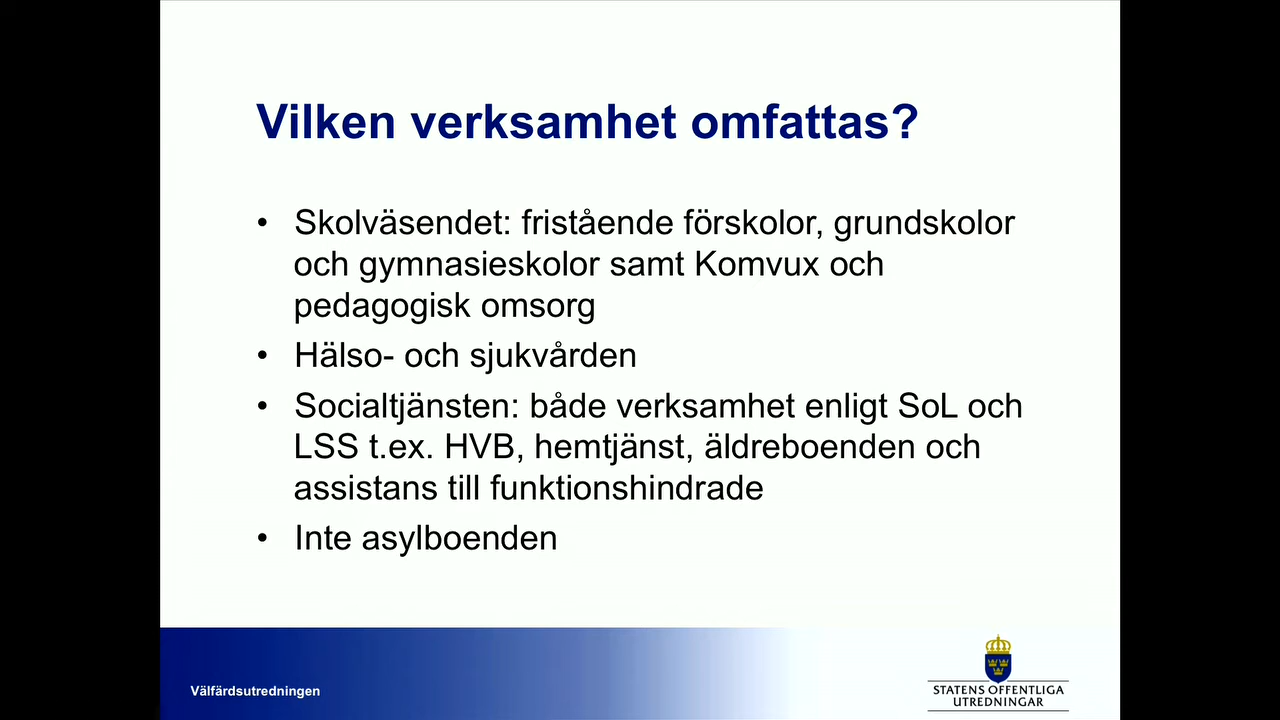 Vilken verksamhet omfattas?
• Skolväsendet: fristående förskolor, grundskolor
och gymnasieskolor samt Komvux och
pedagogisk omsorg
• Hälso- och sjukvården
• Socialtjänsten: både verksamhet enligt SoL och
LSS t.ex. HVB, hemtjänst, äldreboenden och
assistans till funktionshindrade
• Inte asylboenden
Välfärdsutredningen
STATENS OFFENTLIGA
UTREDNINGAR